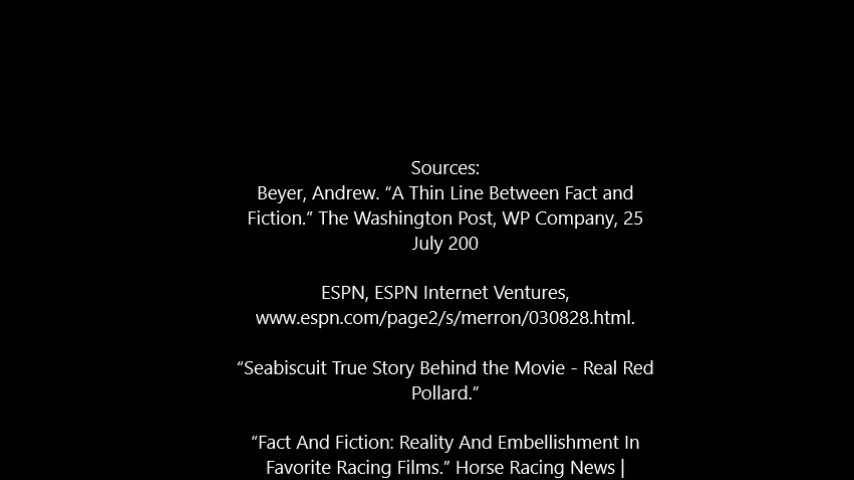 Sources:
Beyer, Andrew. “A Thin Line Between Fact and
Fiction.” The Washington Post, WP Company, 25
July 200
ESPN, ESPN Internet Ventures,
www.espn.com/page2/s/merron/030828.html.
“Seabiscuit True Story Behind the Movie - Real Red
Pollard.”
“Fact And Fiction: Reality And Embellishment In
Favorite Racing Films.” Horse Racing News |